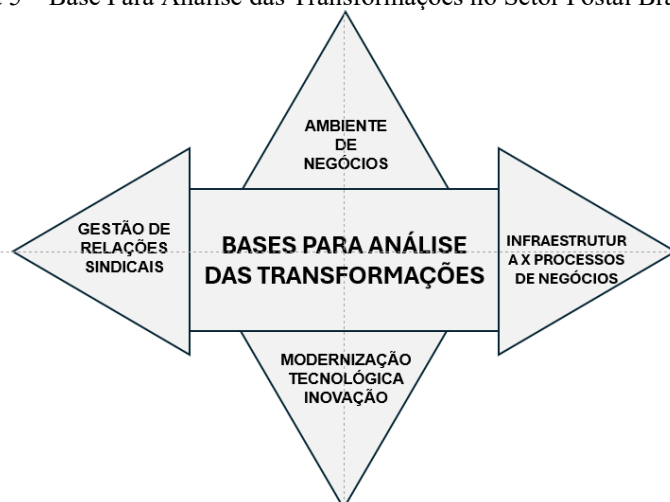 5 – Base Para Análise das Transformações no Setor Postal Bra
AMBIENTE
DE
NEGÓCIOS
GESTÃO DE
RELAÇÕES
SINDICAIS
BASES PARA ANÁLISE
DAS TRANSFORMAÇÕES
INFRAESTRUTUR
A X PROCESSOS
DE NEGÓCIOS
MODERNIZAÇÃO
TECNOLÓGICA
INOVAÇÃO